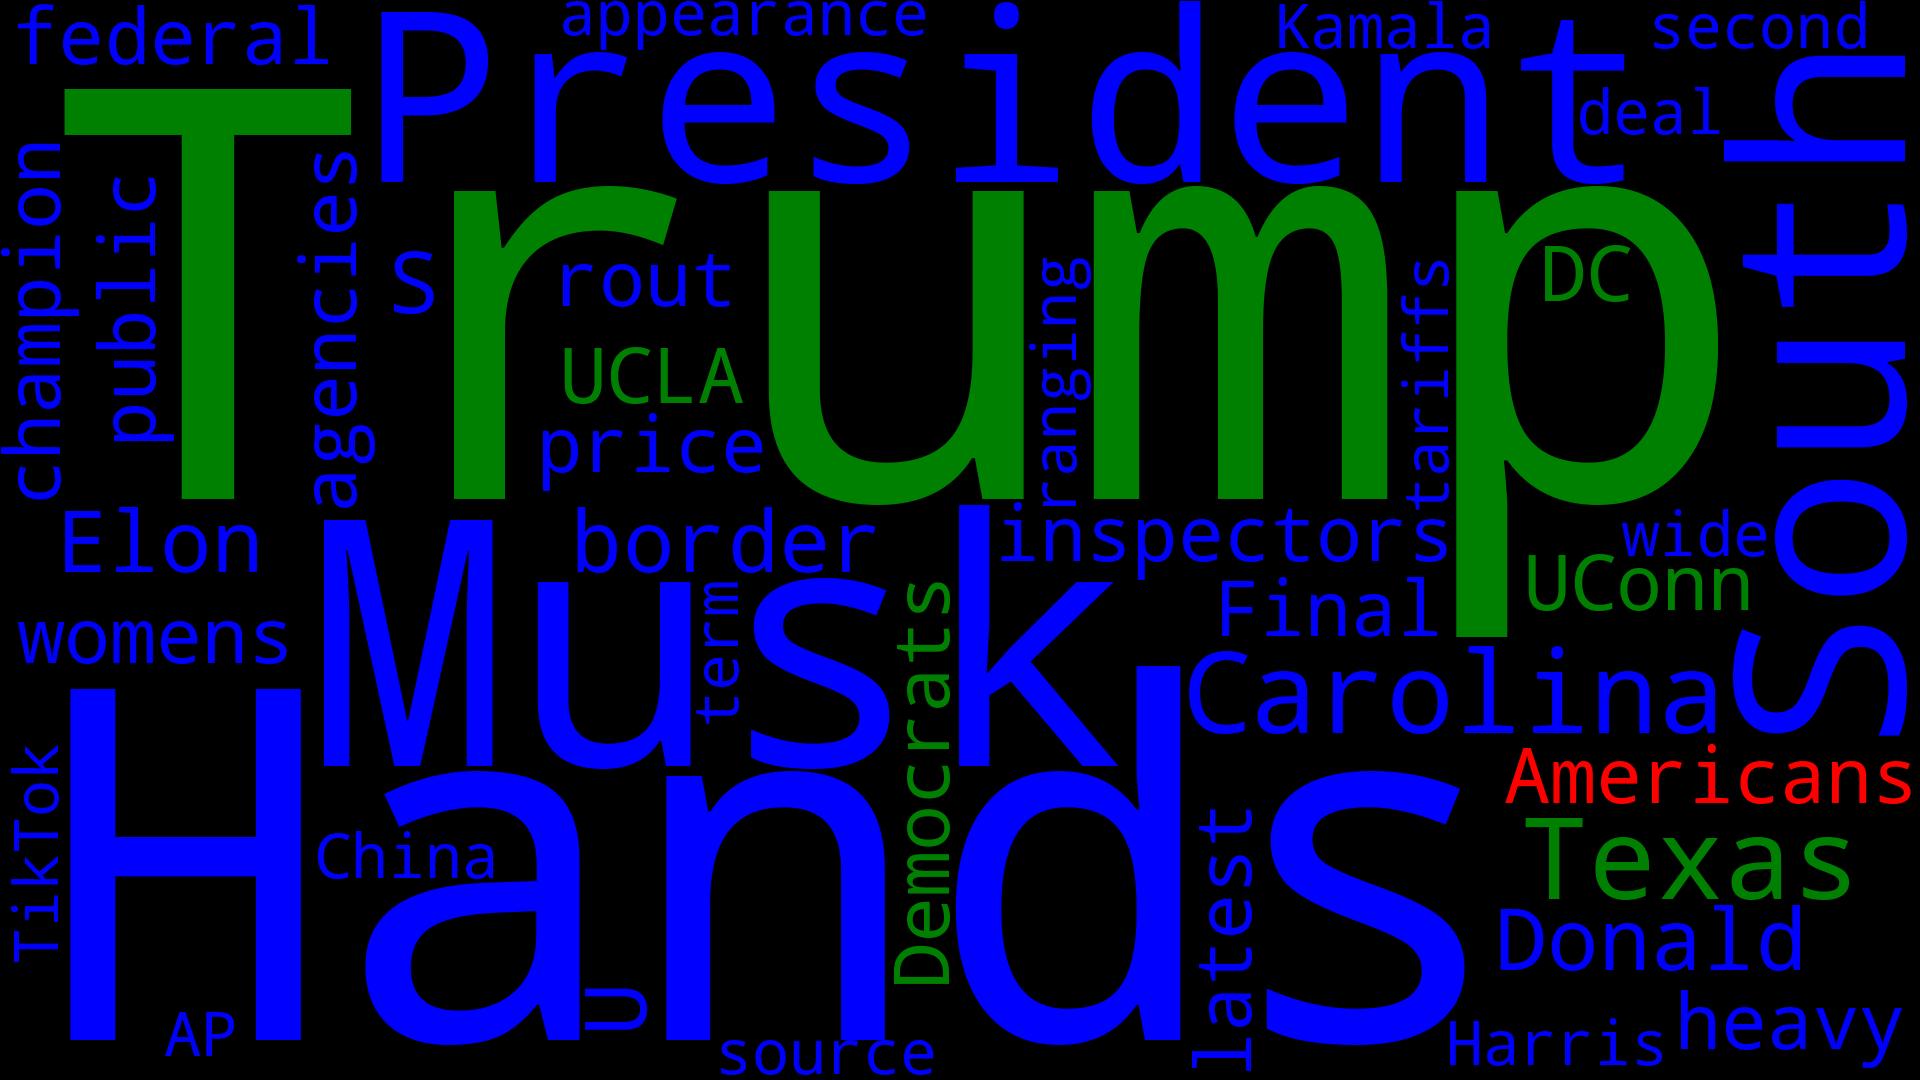 federal
President
appearance
Kamala
second
deal
South
Trump
champion
public
agencies
S
rout
UCLA
price
ranging
tariffs
DC
Elon
Musk
border
inspectors
wide
UConn
womens
term
Democrats
Final
Carolina
Hands
TikTok
China
Americans
Texas
latest
Donald
U
AP
source
Harris
heavy